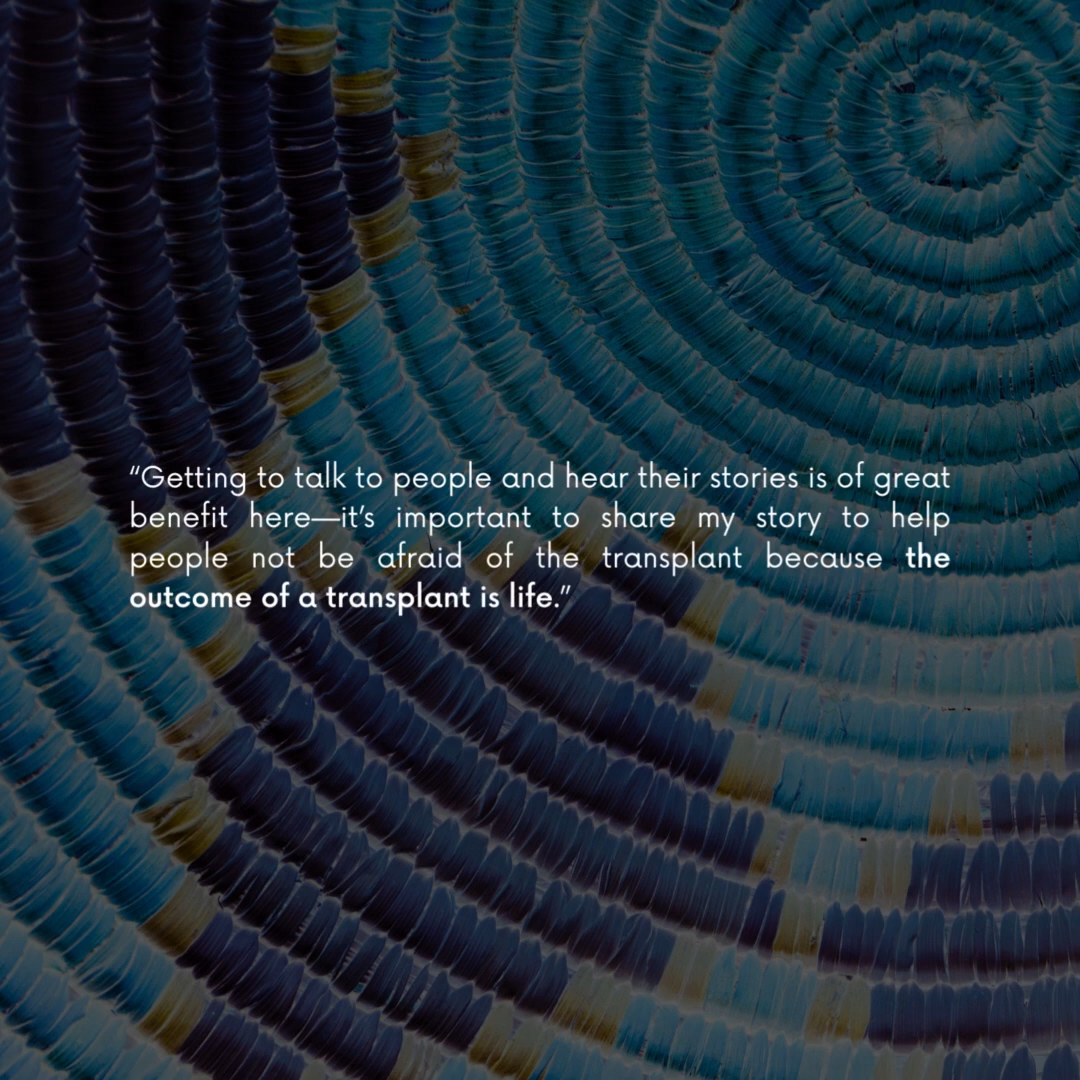 “Getting to talk to people and hear their stories is of great
benefit here—it’s important to share my story to help
people not be afraid of the transplant because the
outcome of a transplant is life.”